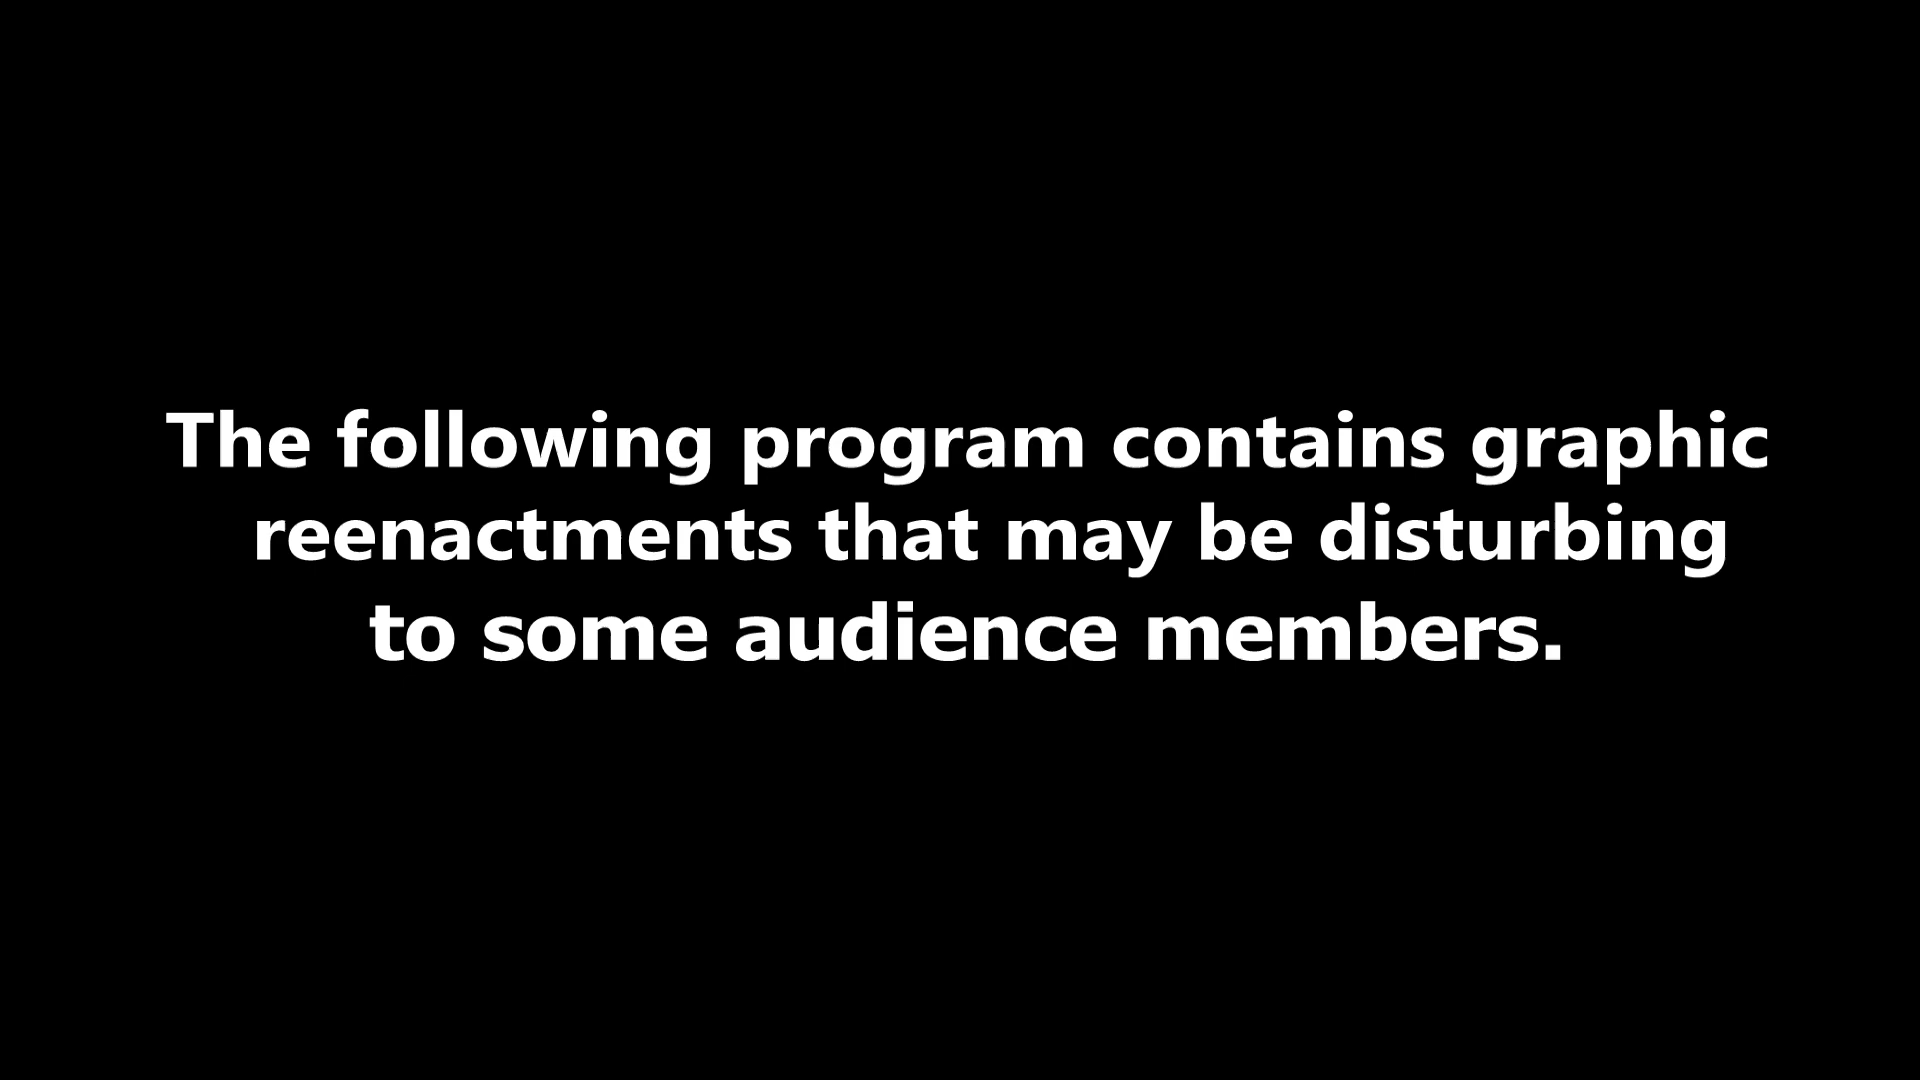 The following program contains graphic
reenactments that may be disturbing
to some audience members.